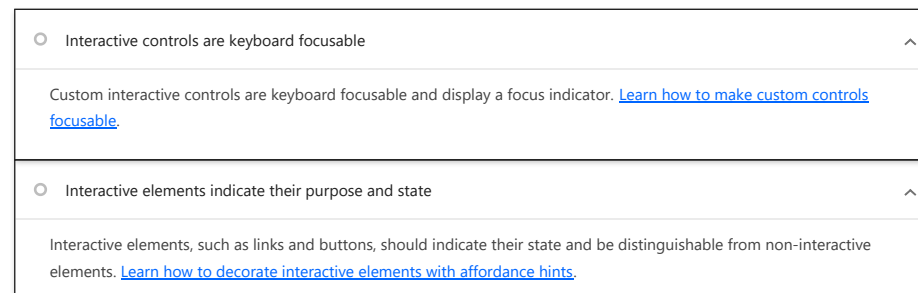 Interactive controls are keyboard focusable
Custom interactive controls are keyboard focusable and display a focus indicator. Learn how to make custom controls
focusable.
Interactive elements indicate their purpose and state
Interactive elements, such as links and buttons, should indicate their state and be distinguishable from non-interactive
elements. Learn how to decorate interactive elements with affordance hints.